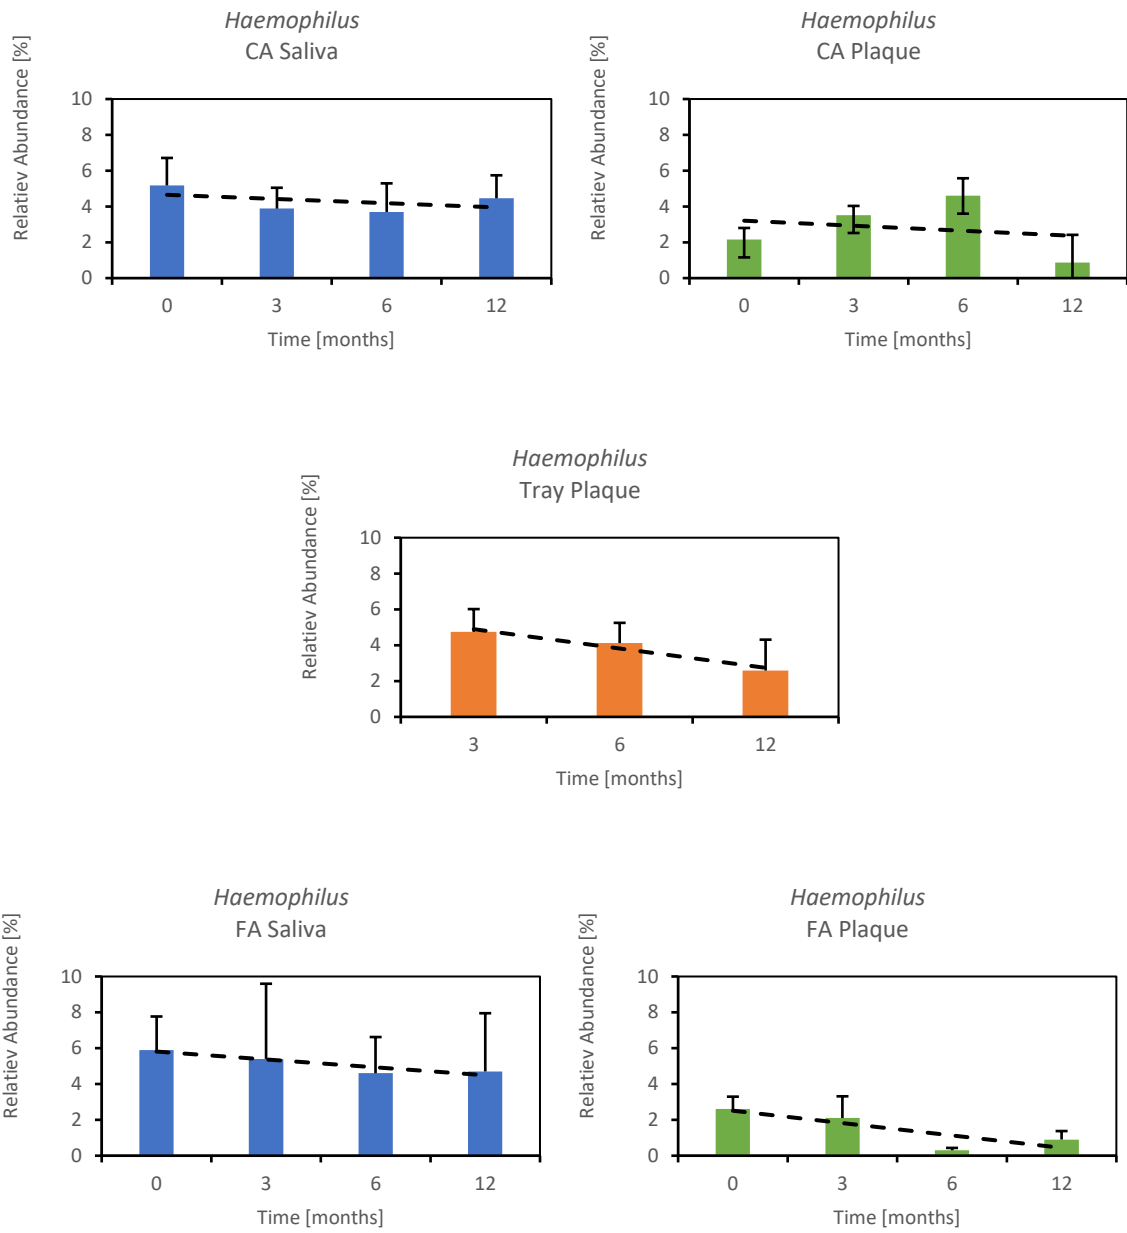 Haemophilus
CA Saliva
Relatiev Abundance [%]
10
8
6
4
2
0
0 3 6 12
Time [months]
Haemophilus
CA Plaque
Relatiev Abundance [%]
10
8
6
4
2
0
0 3 6 12
Time [months]
Haemophilus
Tray Plaque
Relatiev Abundance [%]
10
8
6
4
2
0
3 6 12
Time [months]
Haemophilus
FA Saliva
Relatiev Abundance [%]
10
8
6
4
2
0
0 3 6 12
Time [months]
Haemophilus
FA Plaque
Relatiev Abundance [%]
10
8
6
4
2
0
0 3 6 12
Time [months]